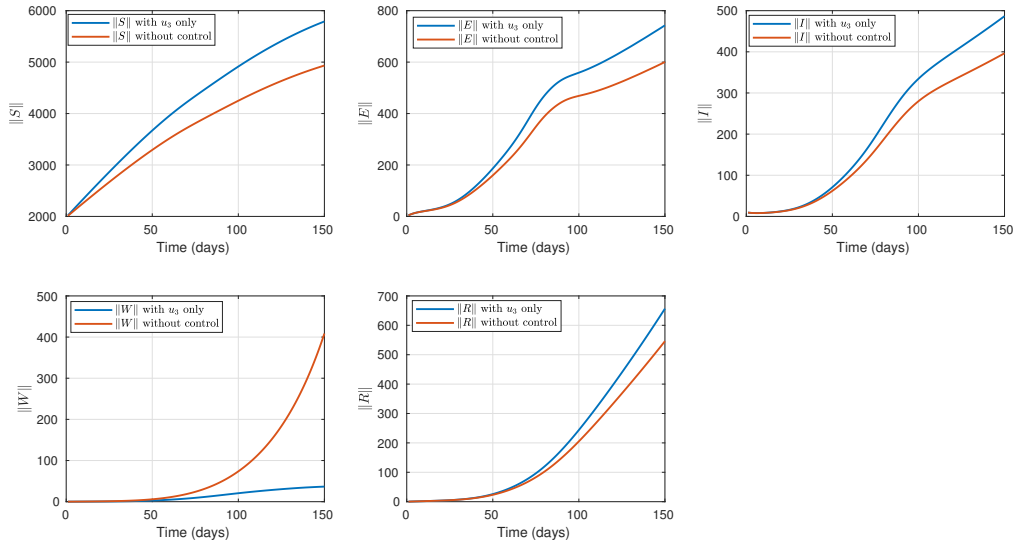 ‖S‖ with u₃ only
‖S‖ without control
6000
5000
4000
3000
2000
‖S‖
0
50
100
150
Time (days)
‖E‖ with u₃ only
‖E‖ without control
800
600
400
200
0
‖E‖
0
50
100
150
Time (days)
‖I‖ with u₃ only
‖I‖ without control
500
400
300
200
100
0
‖I‖
0
50
100
150
Time (days)
‖W‖ with u₃ only
‖W‖ without control
500
400
300
200
100
0
‖W‖
0
50
100
150
Time (days)
‖R‖ with u₃ only
‖R‖ without control
700
600
500
400
300
200
100
0
‖R‖
0
50
100
150
Time (days)